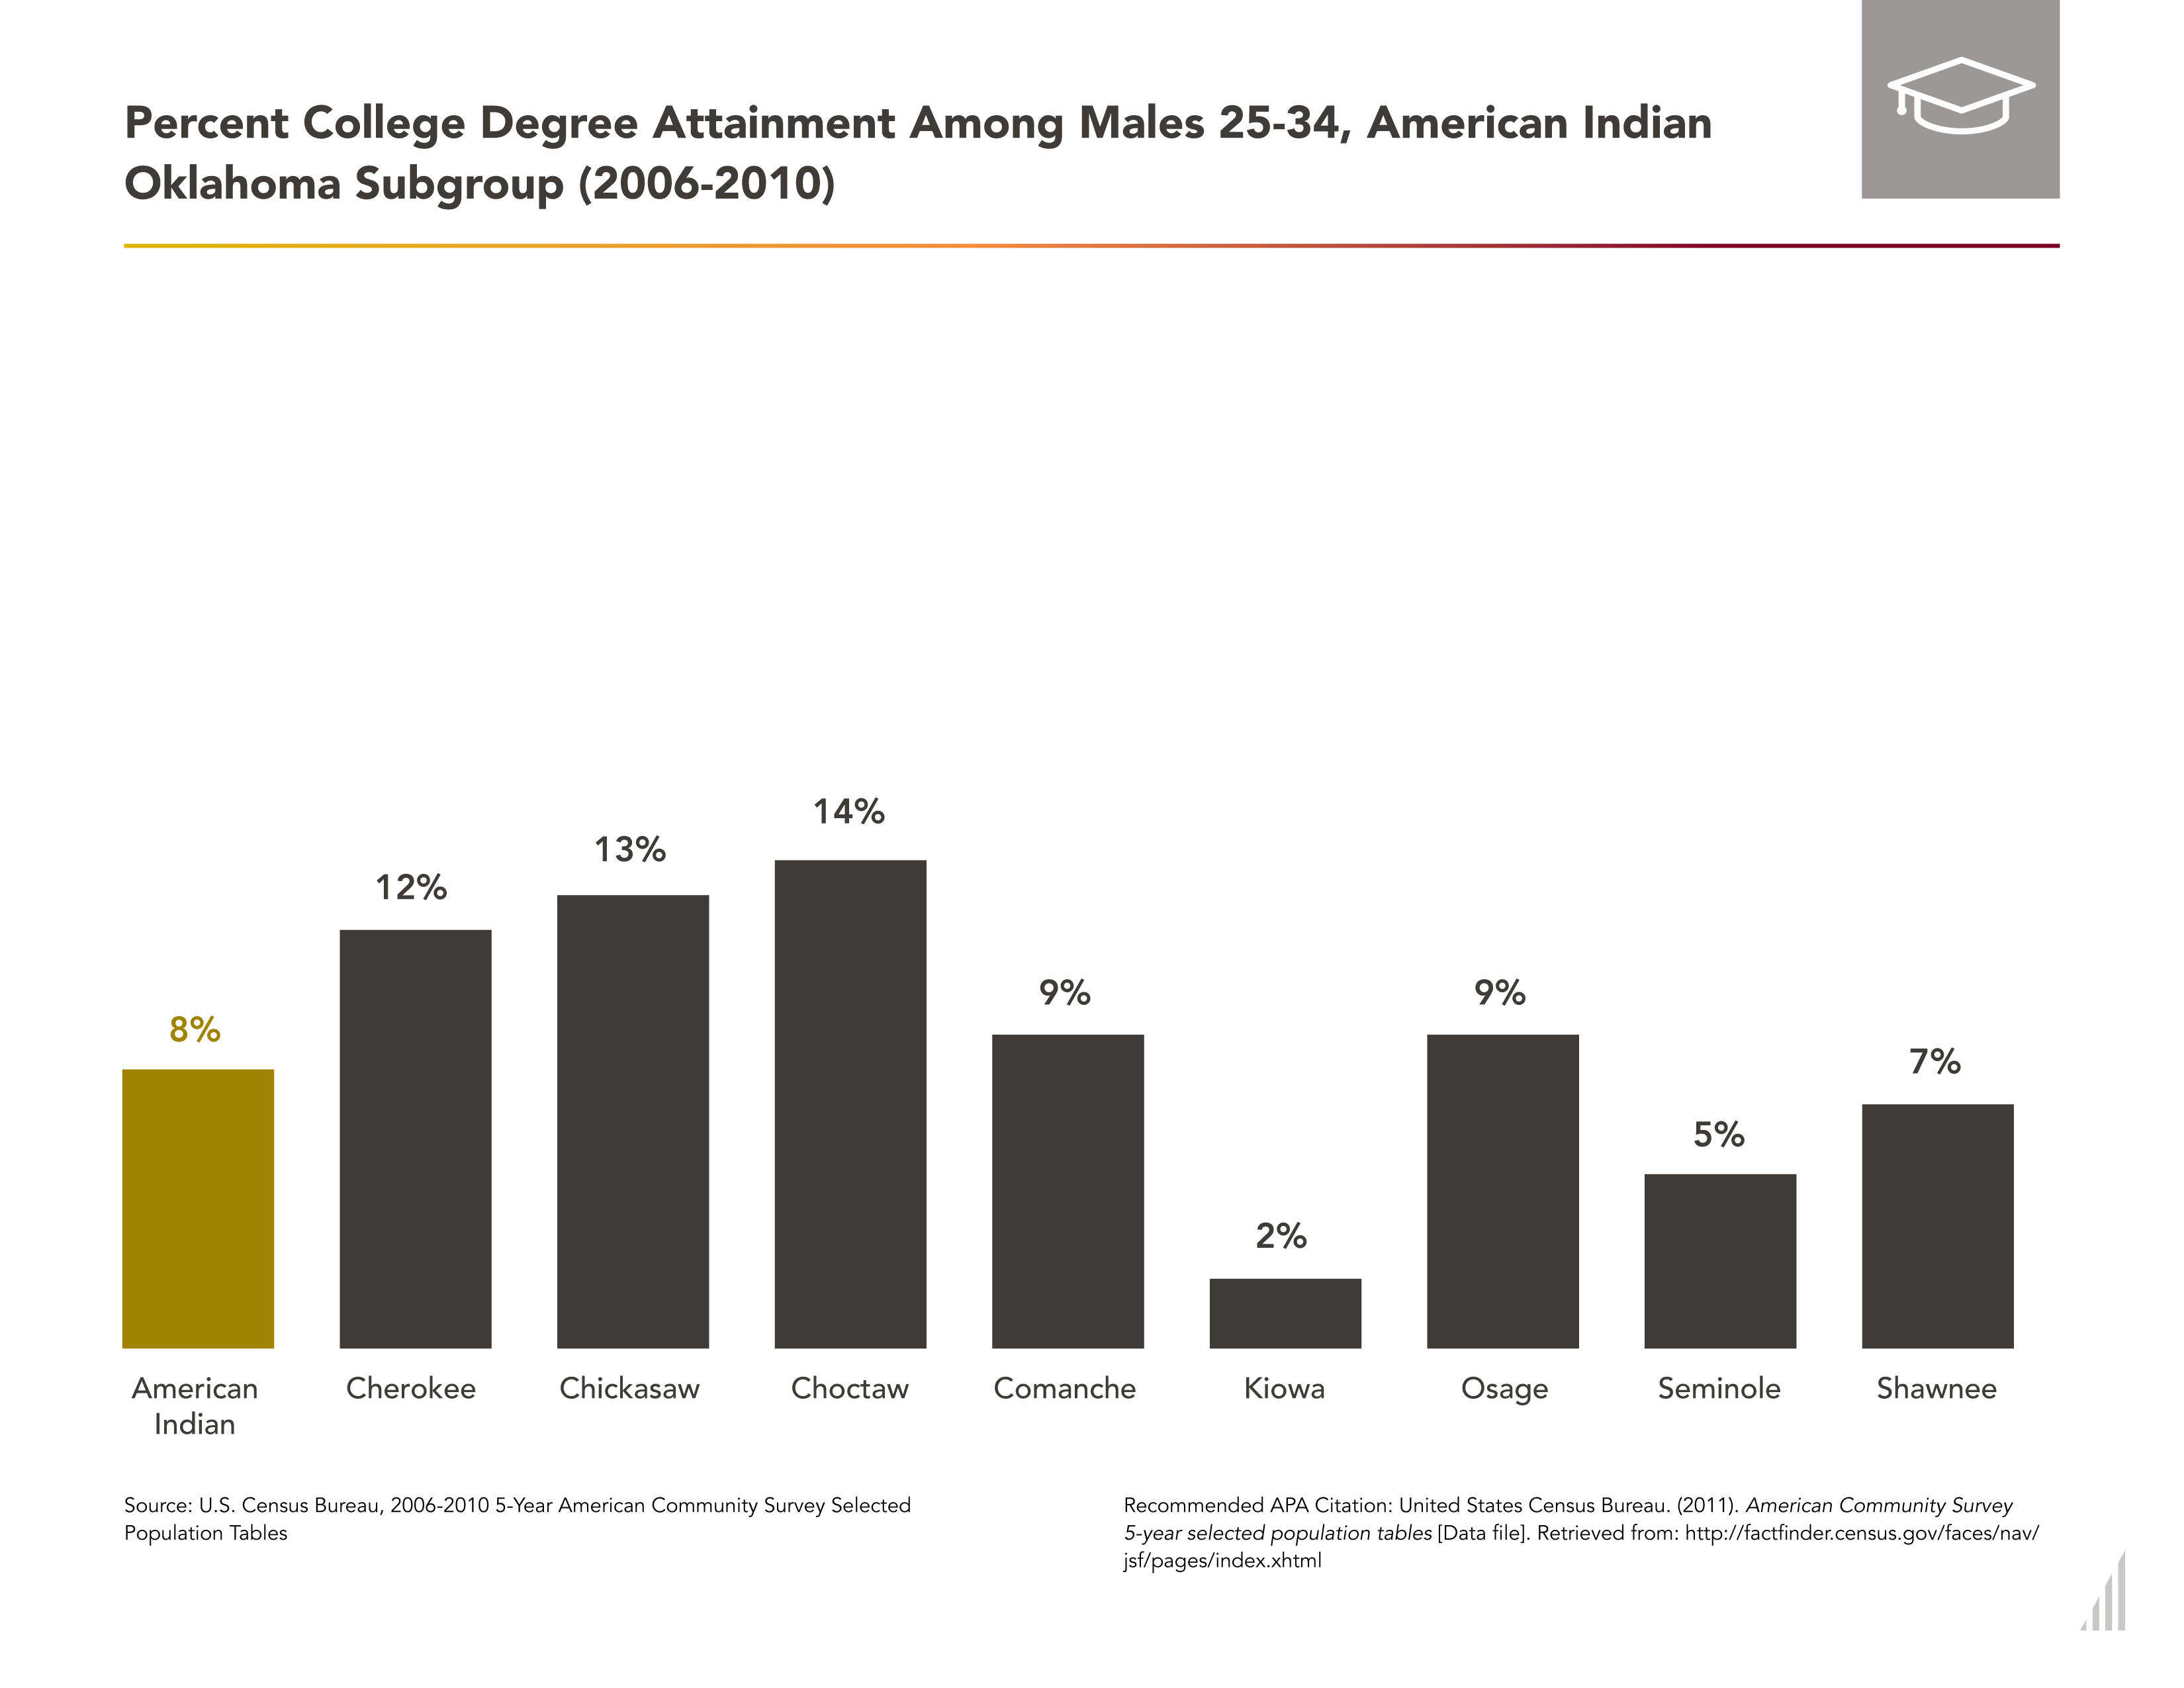 Percent College Degree Attainment Among Males 25-34, American Indian
Oklahoma Subgroup (2006-2010)
8%
12%
13%
14%
9%
2%
9%
5%
7%
American
Indian
Cherokee
Chickasaw
Choctaw
Comanche
Kiowa
Osage
Seminole
Shawnee
Source: U.S. Census Bureau, 2006-2010 5-Year American Community Survey Selected
Population Tables
Recommended APA Citation: United States Census Bureau. (2011). American Community Survey
5-year selected population tables [Data file]. Retrieved from: http://factfinder.census.gov/faces/nav/
jsf/pages/index.xhtml